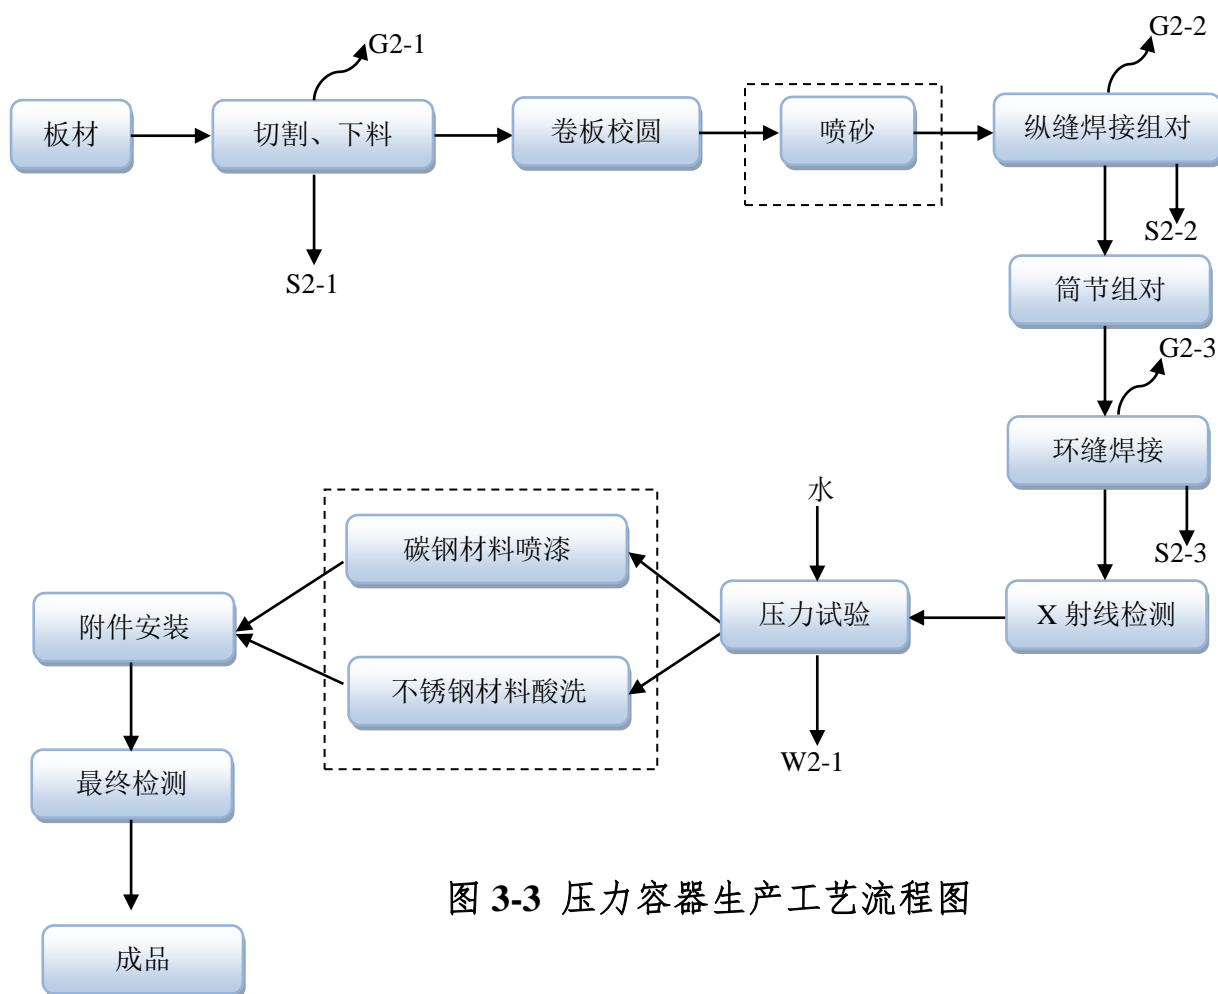 G2-1
G2-2
板材
切割、下料
卷板校圆
喷砂
纵缝焊接组对
S2-1
S2-2
筒节组对
G2-3
环缝焊接
水
S2-3
碳钢材料喷漆
附件安装
压力试验
X 射线检测
不锈钢材料酸洗
W2-1
最终检测
图 3-3 压力容器生产工艺流程图
成品